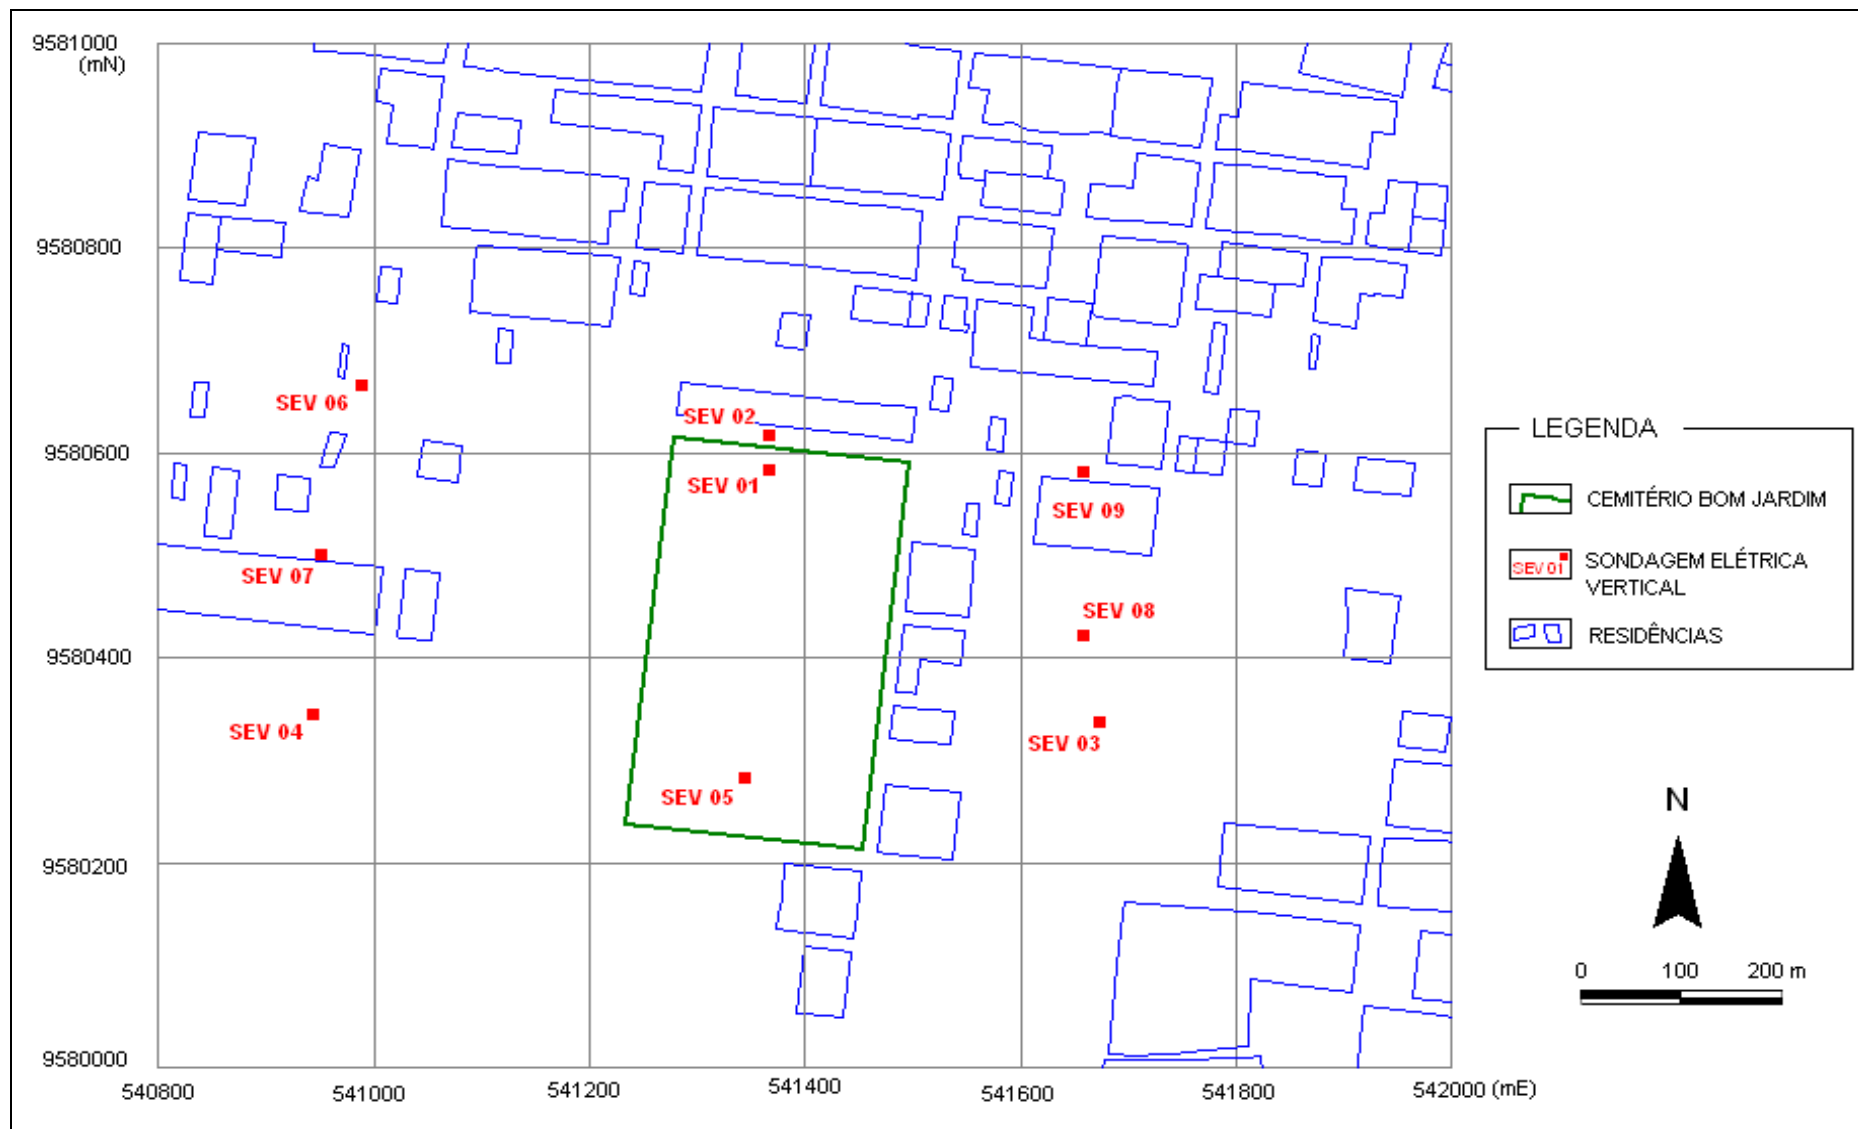 9581000
(mN)
9580800
SEV 06
SEV 02
9580600
SEV 01
SEV 09
SEV 07
SEV 08
9580400
SEV 04
SEV 03
SEV 05
9580200
9580000
540800
541000
541200
541400
541600
541800
542000 (mE)
LEGENDA
CEMITÉRIO BOM JARDIM
SEV 01
SONDAGEM ELÉTRICA
VERTICAL
RESIDÊNCIAS
N
0 100 200 m